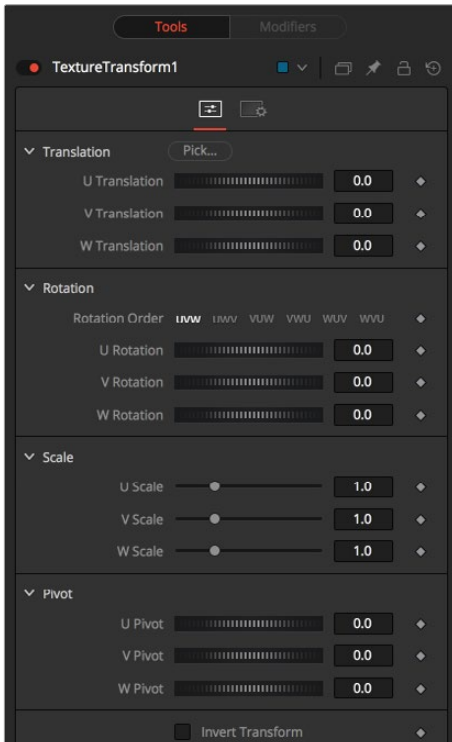 Tools Modifiers
TextureTransform1
Translation Pick...
U Translation 0.0
V Translation 0.0
W Translation 0.0
Rotation
Rotation Order UVW UWV VUW VWU WUV WVU
U Rotation 0.0
V Rotation 0.0
W Rotation 0.0
Scale
U Scale 1.0
V Scale 1.0
W Scale 1.0
Pivot
U Pivot 0.0
V Pivot 0.0
W Pivot 0.0
Invert Transform